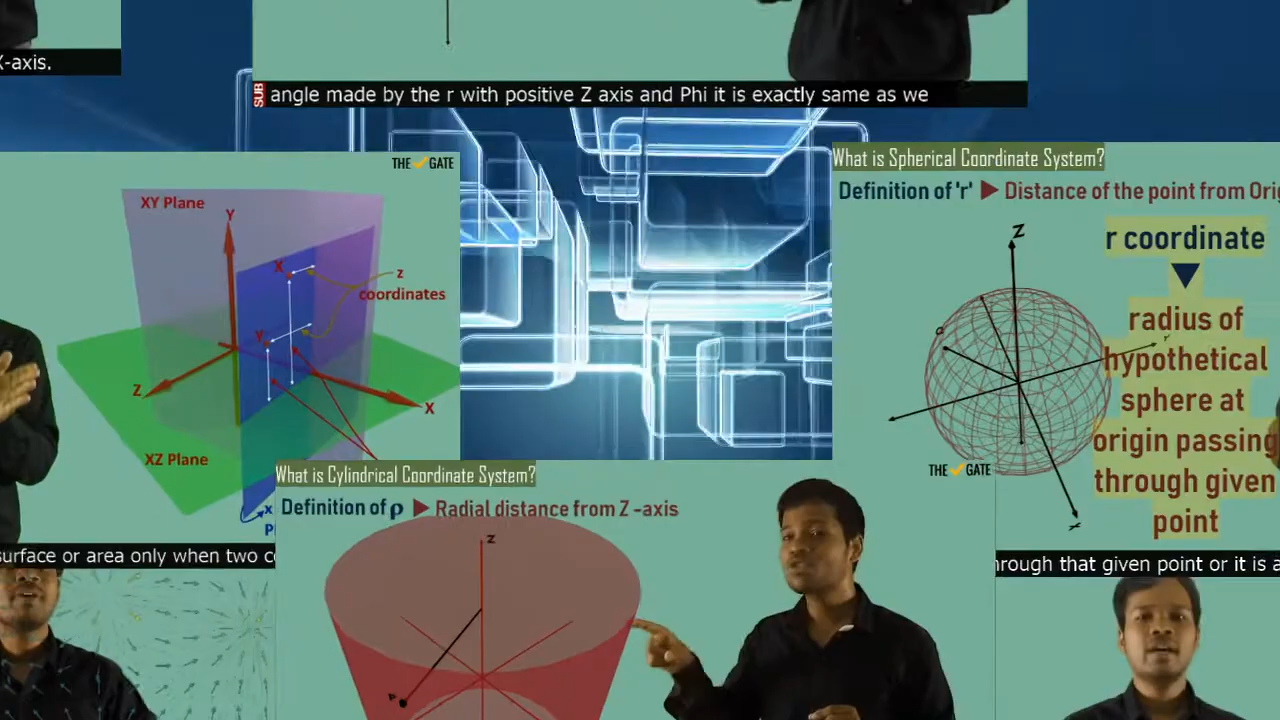 X-axis.
SUB angle made by the r with positive Z axis and Phi it is exactly same as we
THE GATE
XY Plane
Y
X
z
coordinates
Y
Z
X
XZ Plane
surface or area only when two
What is Spherical Coordinate System?
Definition of 'r' ▶ Distance of the point from
Z
r coordinate
radius of
hypothetical
sphere at
origin passing
through given
point
THE GATE
through that given point or it is a
What is Cylindrical Coordinate System?
Definition of ρ ▶ Radial distance from Z -axis
Z